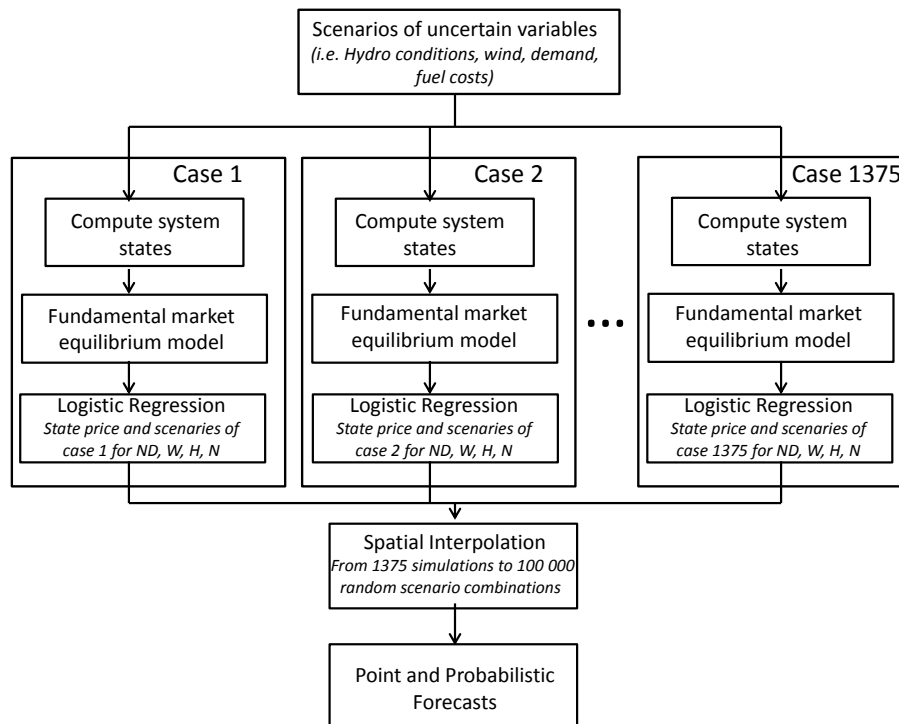 Scenarios of uncertain variables
(i.e. Hydro conditions, wind, demand,
fuel costs)
Case 1
Compute system
states
Fundamental market
equilibrium model
Logistic Regression
State price and scenaries of
case 1 for ND, W, H, N
Case 2
Compute system
states
Fundamental market
equilibrium model
Logistic Regression
State price and scenaries of
case 2 for ND, W, H, N
...
Case 1375
Compute system
states
Fundamental market
equilibrium model
Logistic Regression
State price and scenaries of
case 1375 for ND, W, H, N
Spatial Interpolation
From 1375 simulations to 100 000
random scenario combinations
Point and Probabilistic
Forecasts